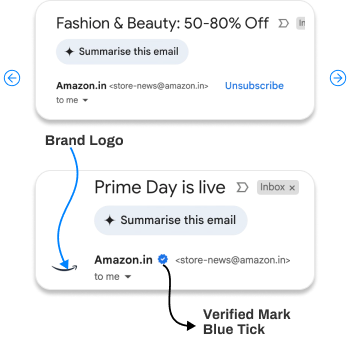 Fashion & Beauty: 50-80% Off
Summarise this email
Amazon.in <store-news@amazon.in> Unsubscribe
to me
Brand Logo
Prime Day is live Inbox ×
Summarise this email
Amazon.in <store-news@amazon.in>
to me
Verified Mark
Blue Tick